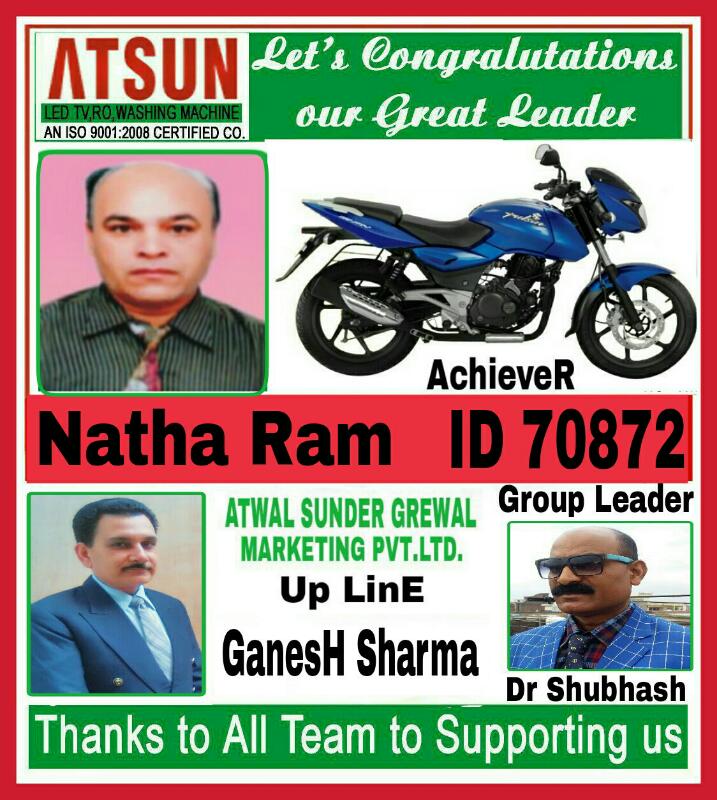 ATSUN
LED TV,RO,WASHING MACHINE
AN ISO 9001:2008 CERTIFIED CO.
Let's Congralutations
our Great Leader
pulsar
AchieveR
Natha Ram ID 70872
ATWAL SUNDER GREWAL
MARKETING PVT.LTD.
Up LinE
GanesH Sharma
Group Leader
Dr Shubhash
Thanks to All Team to Supporting us